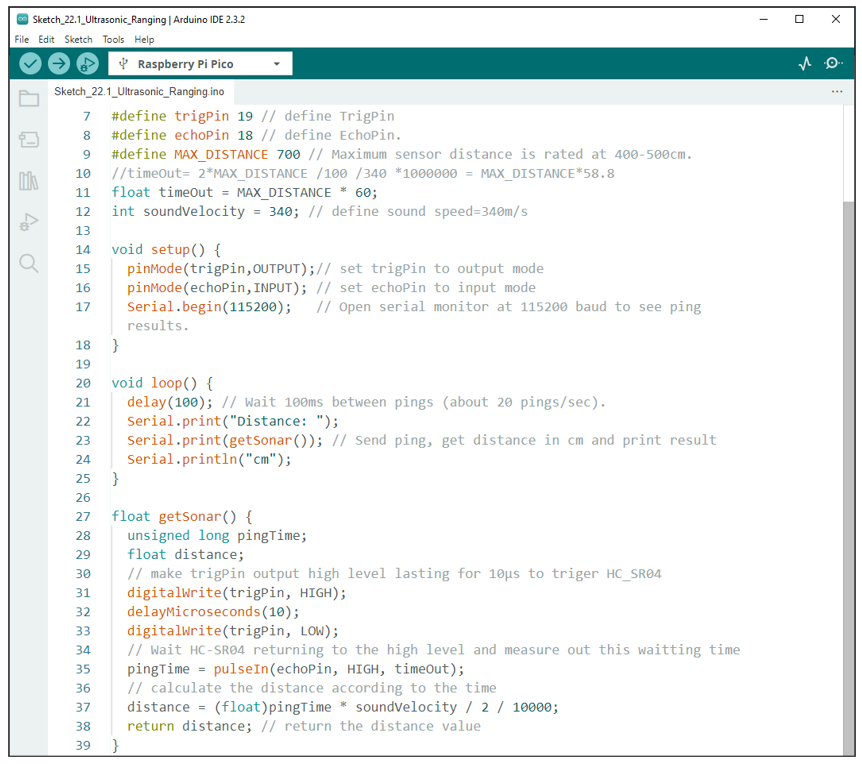 Sketch_22.1_Ultrasonic_Ranging | Arduino IDE 2.3.2
File Edit Sketch Tools Help
Raspberry Pi Pico
Sketch_22.1_Ultrasonic_Ranging.ino
7 #define trigPin 19 // define TrigPin
8 #define echoPin 18 // define EchoPin.
9 #define MAX_DISTANCE 700 // Maximum sensor distance is rated at 400-500cm.
10 //timeOut= 2*MAX_DISTANCE /100 /340 *1000000 = MAX_DISTANCE*58.8
11 float timeOut = MAX_DISTANCE * 60;
12 int soundVelocity = 340; // define sound speed=340m/s
13
14 void setup() {
15 pinMode(trigPin,OUTPUT);// set trigPin to output mode
16 pinMode(echoPin,INPUT); // set echoPin to input mode
17 Serial.begin(115200); // Open serial monitor at 115200 baud to see ping
results.
18 }
19
20 void loop() {
21 delay(100); // Wait 100ms between pings (about 20 pings/sec).
22 Serial.print("Distance: ");
23 Serial.print(getSonar()); // Send ping, get distance in cm and print result
24 Serial.println("cm");
25 }
26
27 float getSonar() {
28 unsigned long pingTime;
29 float distance;
30 // make trigPin output high level lasting for 10μs to triger HC_SR04
31 digitalWrite(trigPin, HIGH);
32 delayMicroseconds(10);
33 digitalWrite(trigPin, LOW);
34 // Wait HC-SR04 returning to the high level and measure out this waitting time
35 pingTime = pulseIn(echoPin, HIGH, timeOut);
36 // calculate the distance according to the time
37 distance = (float)pingTime * soundVelocity / 2 / 10000;
38 return distance; // return the distance value
39 }